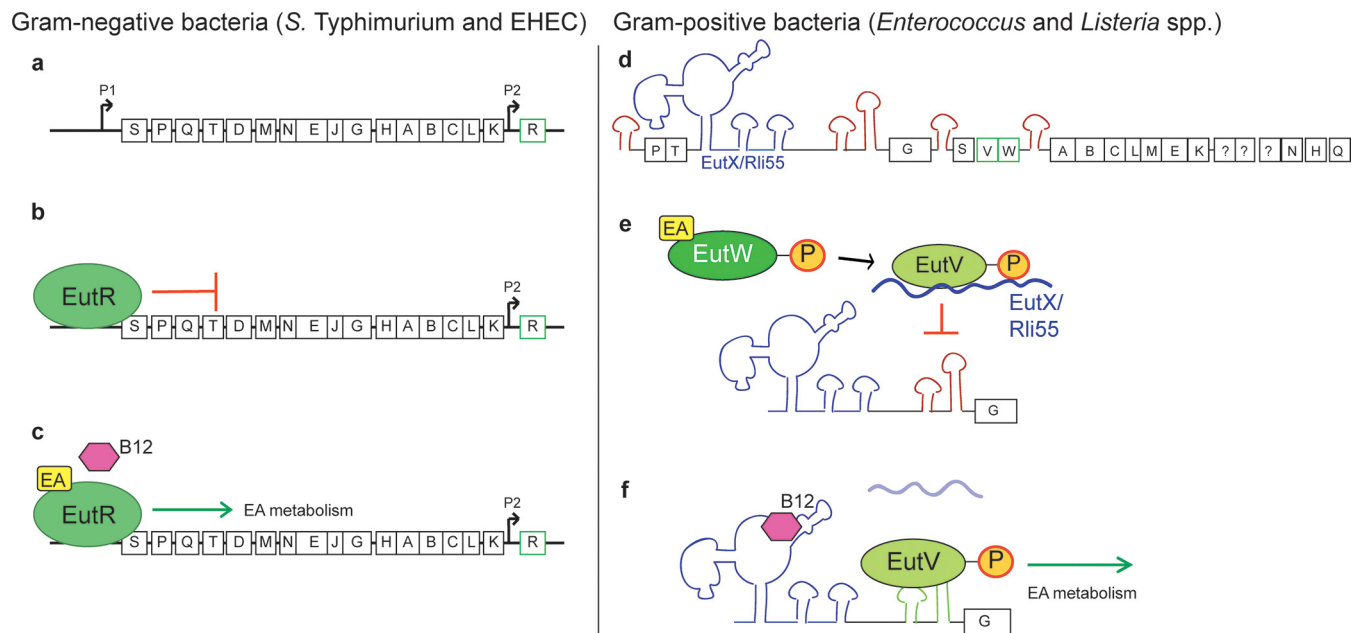 Gram-negative bacteria (S. Typhimurium and EHEC)
a
P1
P2
S P Q T D M N E J G H A B C L K R
b
EutR
P2
S P Q T D M N E J G H A B C L K R
c
B12
EA
EutR
EA metabolism
P2
S P Q T D M N E J G H A B C L K R
Gram-positive bacteria (Enterococcus and Listeria spp.)
d
P T G S V W A B C L M E K ? ? ? N H Q
EutX/Rli55
e
EA
EutW P
EutV P
EutX/
Rli55
G
f
B12
EutV P
EA metabolism
G